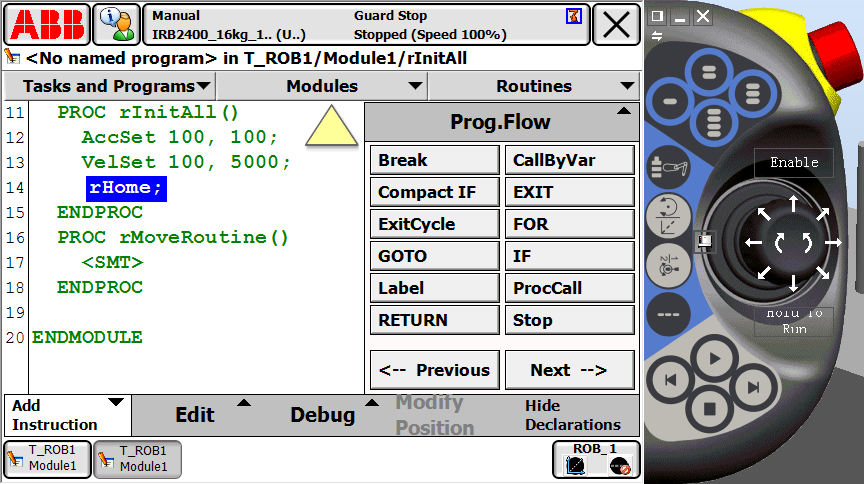 ABB
Manual
IRB2400_16kg_1.. (U..)
Guard Stop
Stopped (Speed 100%)
<No named program> in T_ROB1/Module1/rInitAll
Tasks and Programs
Modules
Routines
11 PROC rInitAll()
12 AccSet 100, 100;
13 VelSet 100, 5000;
14 rHome;
15 ENDPROC
16 PROC rMoveRoutine()
17 <SMT>
18 ENDPROC
19
20 ENDMODULE
Prog.Flow
Break CallByVar
Compact IF EXIT
ExitCycle FOR
GOTO IF
Label ProcCall
RETURN Stop
<-- Previous Next -->
Add
Instruction
Edit
Debug
Modify
Position
Hide
Declarations
T_ROB1
Module1
T_ROB1
Module1
ROB_1
Enable
Hold To
Run